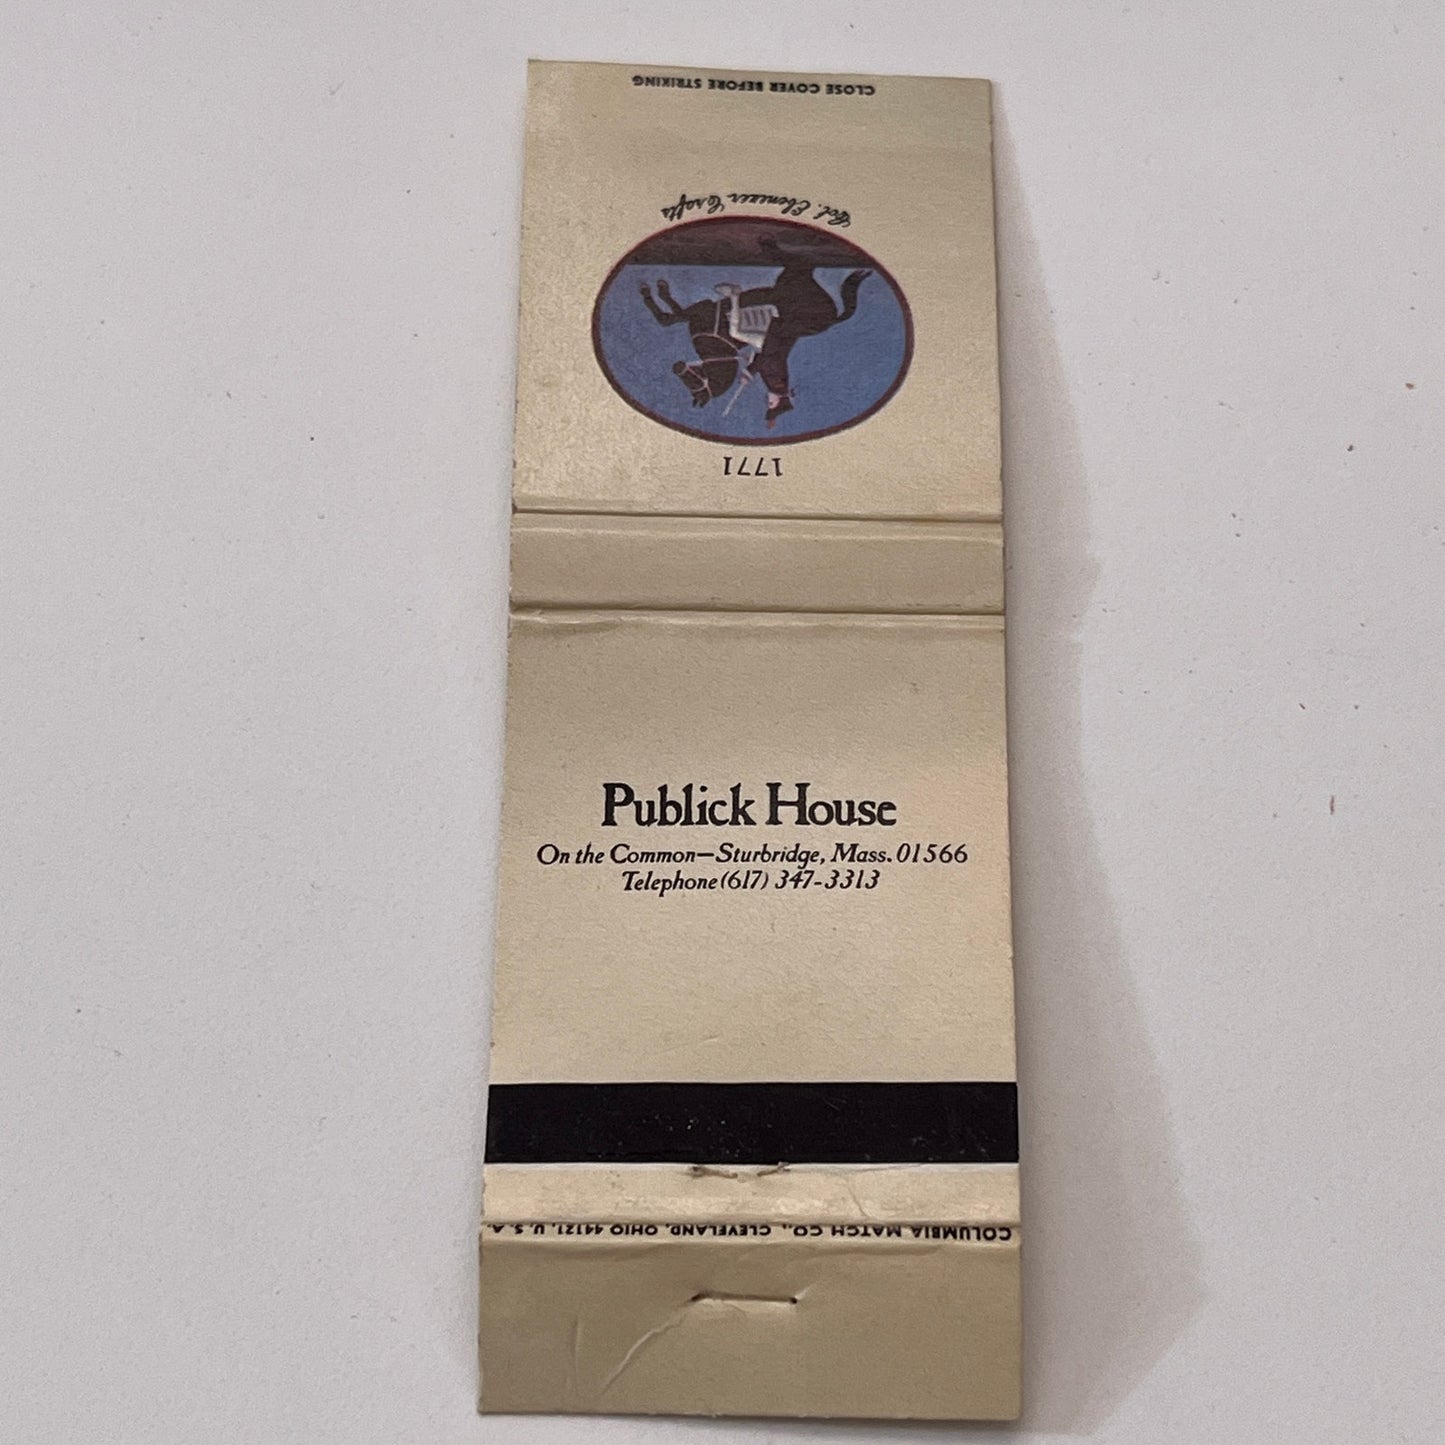 CLOSE COVER BEFORE STRIKING
Col. Ebenezer Crafts
1771
Publick House
On the Common—Sturbridge, Mass. 01566
Telephone (617) 347-3313
COLUMBIA MATCH CO., CLEVELAND, OHIO 44121, U. S. A.